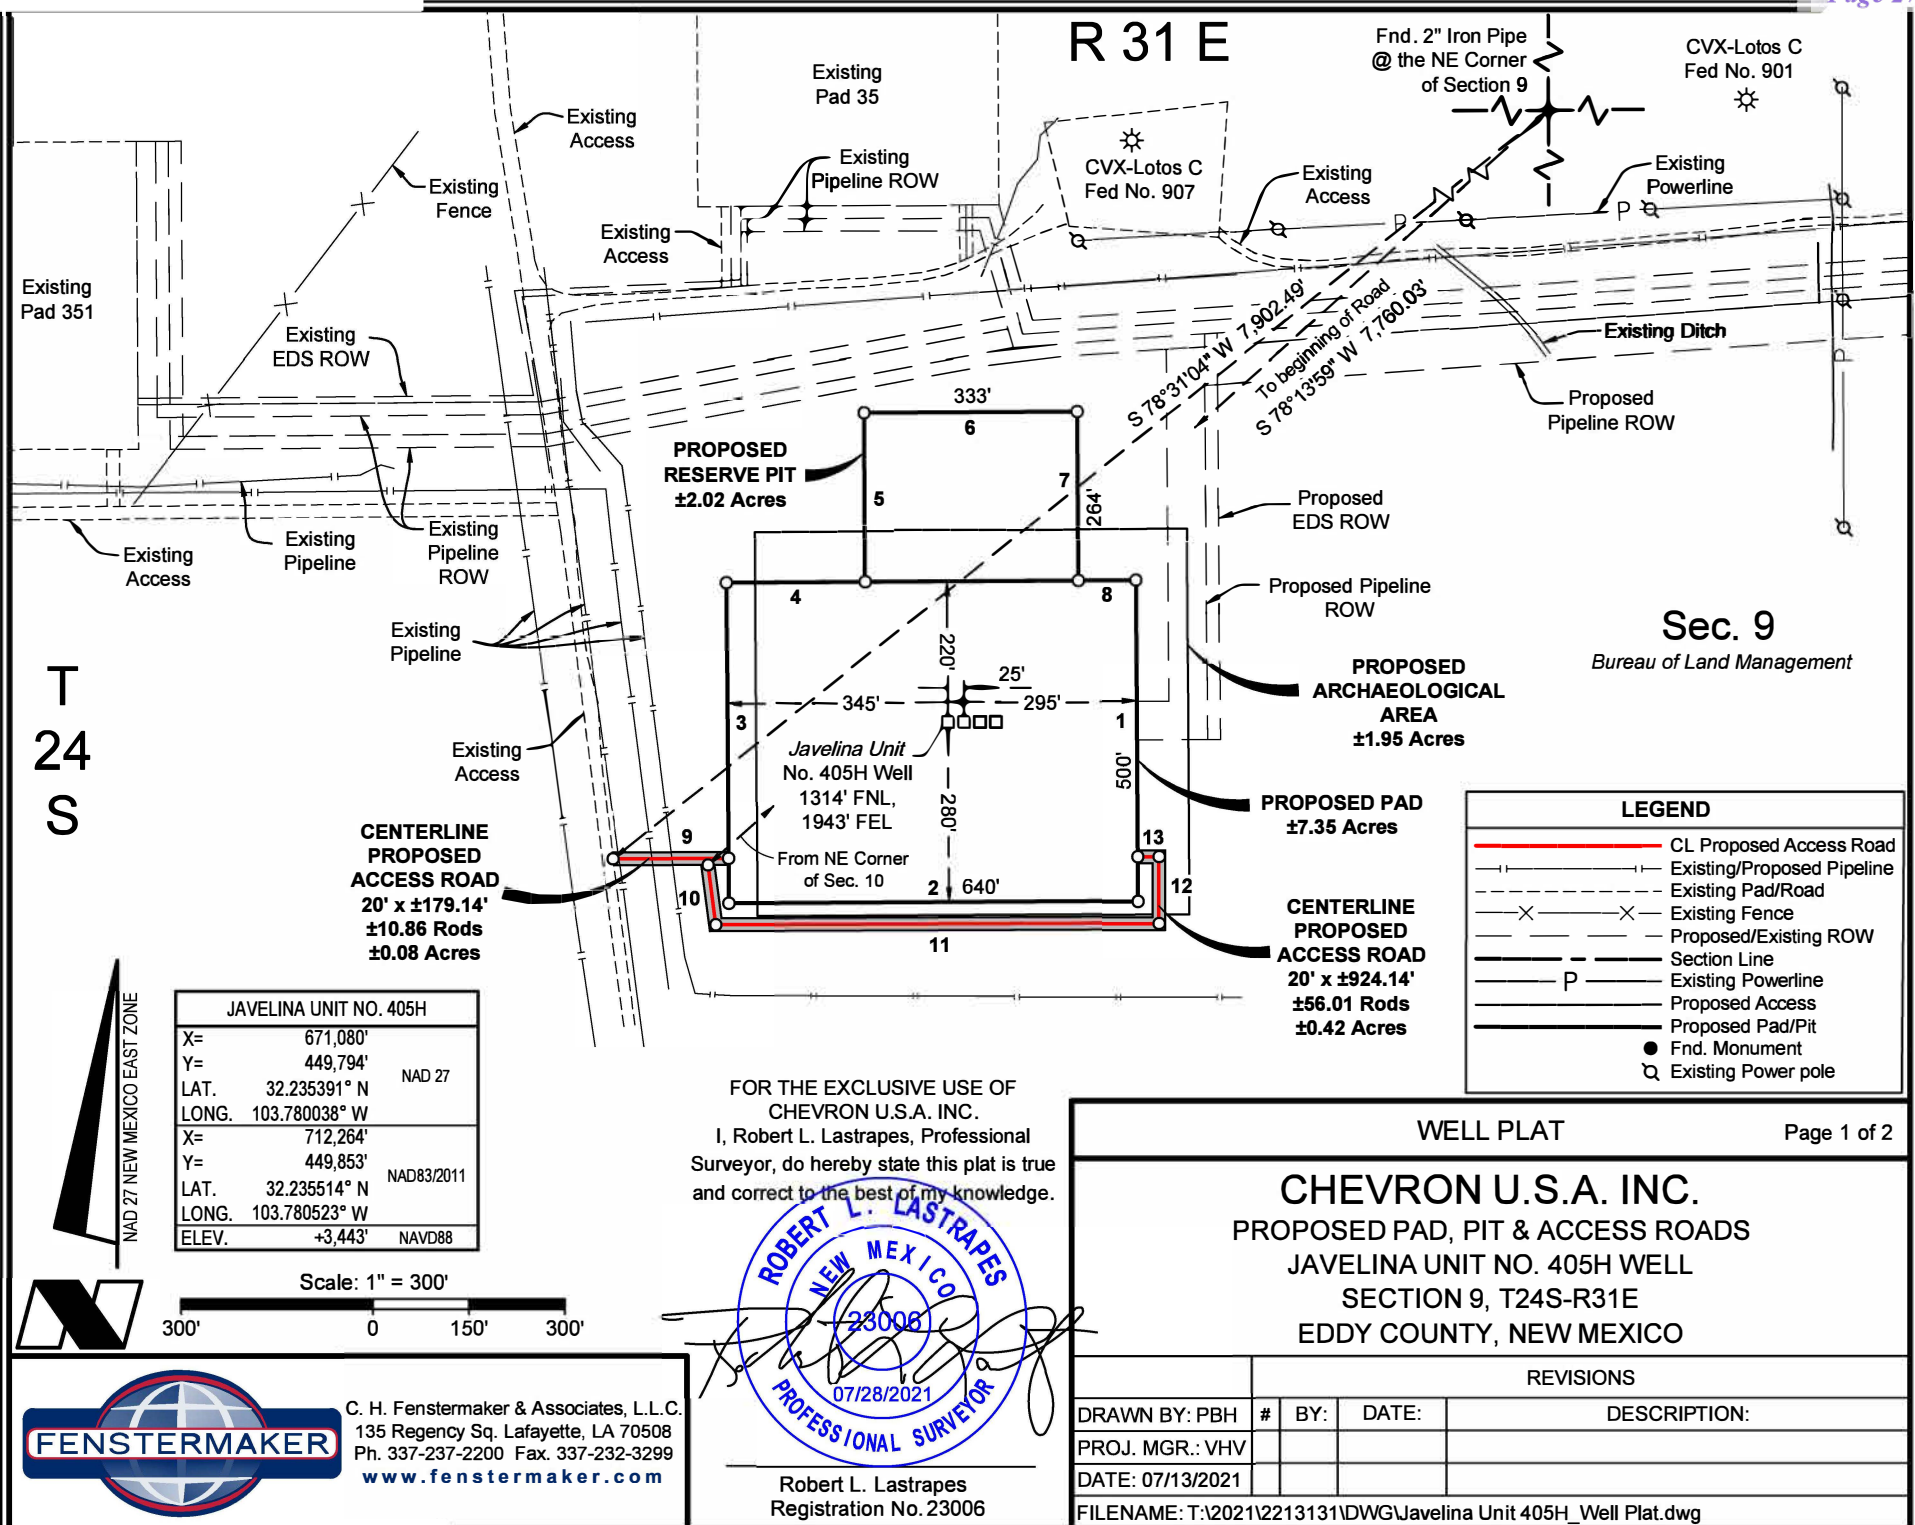 R 31 E
Fnd. 2" Iron Pipe
@ the NE Corner
of Section 9
CVX-Lotos C
Fed No. 901
Existing
Pad 35
Existing
Access
Existing
Pipeline ROW
CVX-Lotos C
Fed No. 907
Existing
Access
Existing
Powerline
P
P
Existing
Fence
Existing
Access
Existing
Pad 351
Existing
EDS ROW
S 78°31'04" W 7,902.49'
To beginning of Road
S 78°13'59" W 7,760.03'
Existing Ditch
Proposed
Pipeline ROW
333'
6
PROPOSED
RESERVE PIT
±2.02 Acres
5
7
264'
Proposed
EDS ROW
Existing
Access
Existing
Pipeline
Existing
Pipeline
ROW
Proposed Pipeline
ROW
4
8
Existing
Pipeline
Sec. 9
Bureau of Land Management
T
24
S
220'
25'
345'
295'
3
1
PROPOSED
ARCHAEOLOGICAL
AREA
±1.95 Acres
Existing
Access
Javelina Unit
No. 405H Well
1314' FNL,
1943' FEL
280'
500'
PROPOSED PAD
±7.35 Acres
From NE Corner
of Sec. 10
CENTERLINE
PROPOSED
ACCESS ROAD
20' x ±179.14'
±10.86 Rods
±0.08 Acres
9
10
2
640'
13
12
11
CENTERLINE
PROPOSED
ACCESS ROAD
20' x ±924.14'
±56.01 Rods
±0.42 Acres
LEGEND
CL Proposed Access Road
Existing/Proposed Pipeline
Existing Pad/Road
Existing Fence
Proposed/Existing ROW
Section Line
P Existing Powerline
Proposed Access
Proposed Pad/Pit
Fnd. Monument
Existing Power pole
NAD 27 NEW MEXICO EAST ZONE
JAVELINA UNIT NO. 405H
X= 671,080'
Y= 449,794'
LAT. 32.235391° N
LONG. 103.780038° W
NAD 27
X= 712,264'
Y= 449,853'
LAT. 32.235514° N
LONG. 103.780523° W
NAD83/2011
ELEV. +3,443' NAVD88
Scale: 1" = 300'
300' 0 150' 300'
FOR THE EXCLUSIVE USE OF
CHEVRON U.S.A. INC.
I, Robert L. Lastrapes, Professional
Surveyor, do hereby state this plat is true
and correct to the best of my knowledge.
ROBERT L. LASTRAPES
NEW MEXICO
23006
07/28/2021
PROFESSIONAL SURVEYOR
Robert L. Lastrapes
Registration No. 23006
FENSTERMAKER
C. H. Fenstermaker & Associates, L.L.C.
135 Regency Sq. Lafayette, LA 70508
Ph. 337-237-2200 Fax. 337-232-3299
www.fenstermaker.com
WELL PLAT Page 1 of 2
CHEVRON U.S.A. INC.
PROPOSED PAD, PIT & ACCESS ROADS
JAVELINA UNIT NO. 405H WELL
SECTION 9, T24S-R31E
EDDY COUNTY, NEW MEXICO
REVISIONS
DRAWN BY: PBH # BY: DATE: DESCRIPTION:
PROJ. MGR.: VHV
DATE: 07/13/2021
FILENAME: T:\2021\2213131\DWG\Javelina Unit 405H_Well Plat.dwg